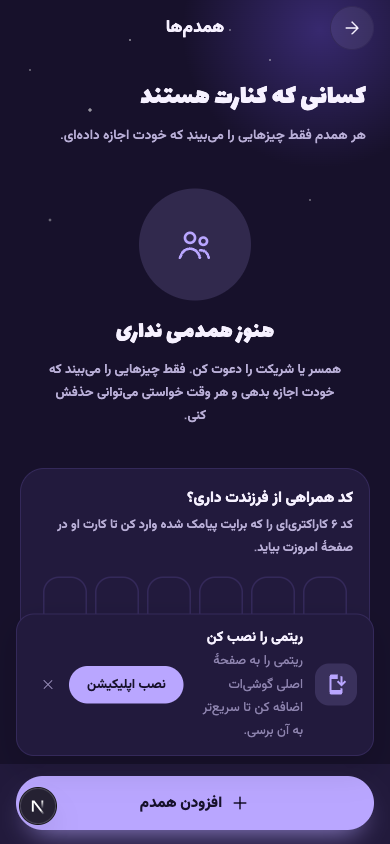 همدم‌ها
کسانی که کنارت هستند
هر همدم فقط چیزهایی را می‌بیند که خودت اجازه داده‌ای.
هنوز همدمی نداری
همسر یا شریکت را دعوت کن. فقط چیزهایی را می‌بیند که
خودت اجازه بدهی و هر وقت خواستی می‌توانی حذفش
کنی.
کد همراهی از فرزندت داری؟
کد ۶ کاراکتری‌ای را که برایت پیامک شده وارد کن تا کارت او در
صفحهٔ امروزت بیاید.
ریتمی را نصب کن
ریتمی را به صفحهٔ
اصلی گوشی‌ات
اضافه کن تا سریع‌تر
به آن برسی.
نصب اپلیکیشن
افزودن همدم
N